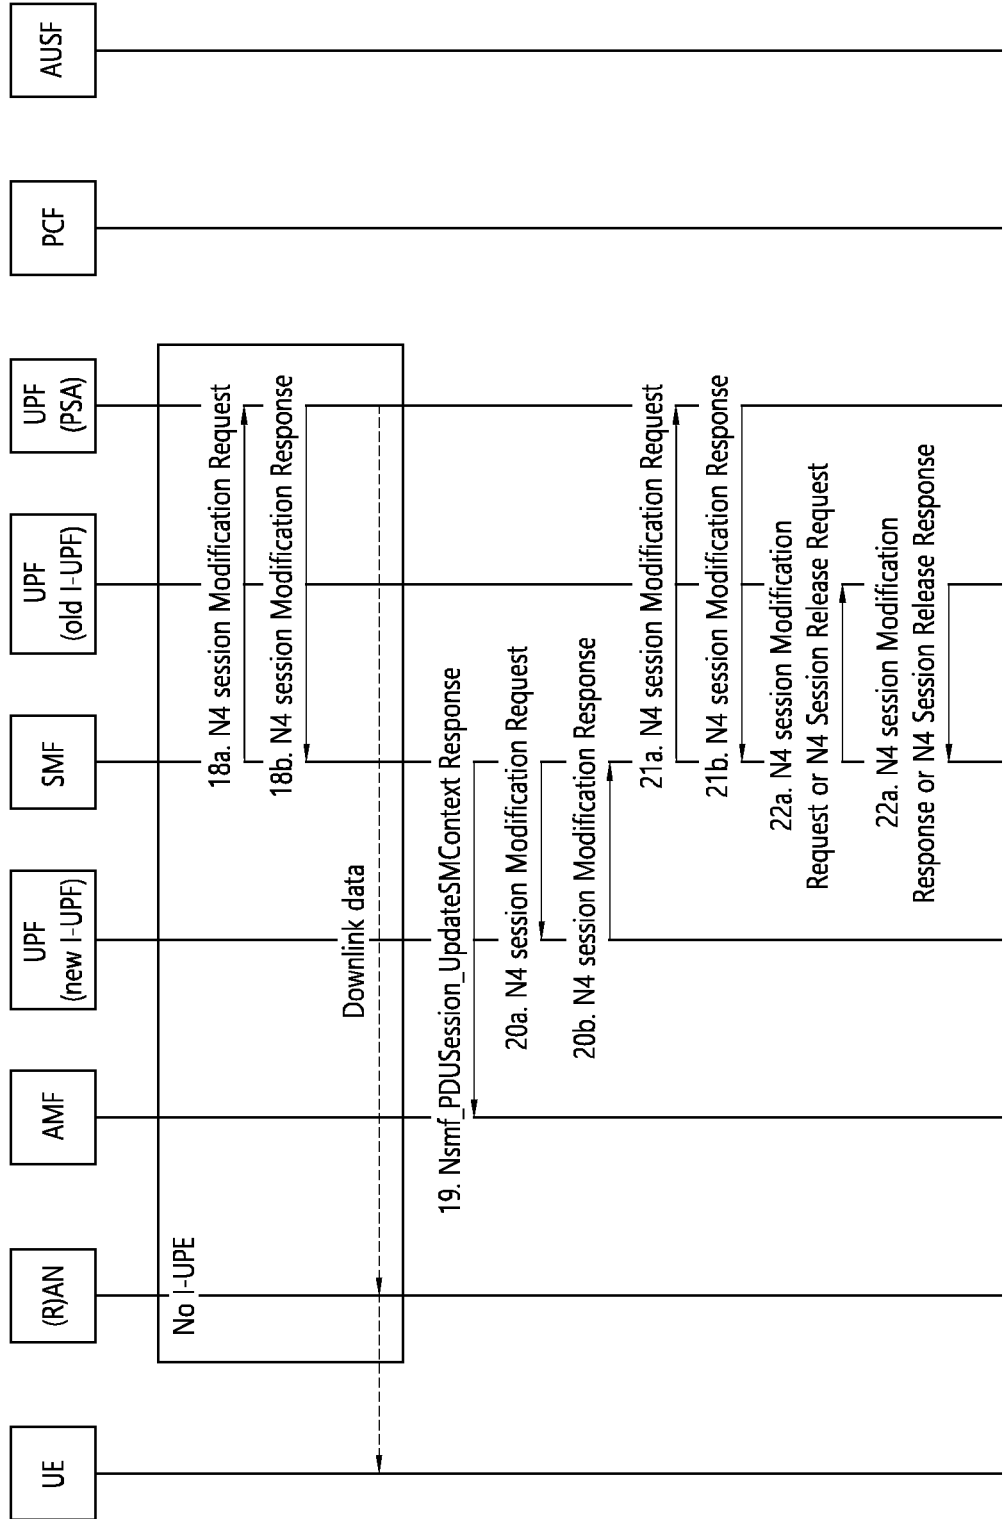 UE
(R)AN
AMF
UPF
(new I-UPF)
SMF
UPF
(old I-UPF)
UPF
(PSA)
PCF
AUSF
No I-UPE
18a. N4 session Modification Request
18b. N4 session Modification Response
Downlink data
19. Nsmf_PDUSession_UpdateSMContext Response
20a. N4 session Modification Request
20b. N4 session Modification Response
21a. N4 session Modification Request
21b. N4 session Modification Response
22a. N4 session Modification
Request or N4 Session Release Request
22a. N4 session Modification
Response or N4 Session Release Response